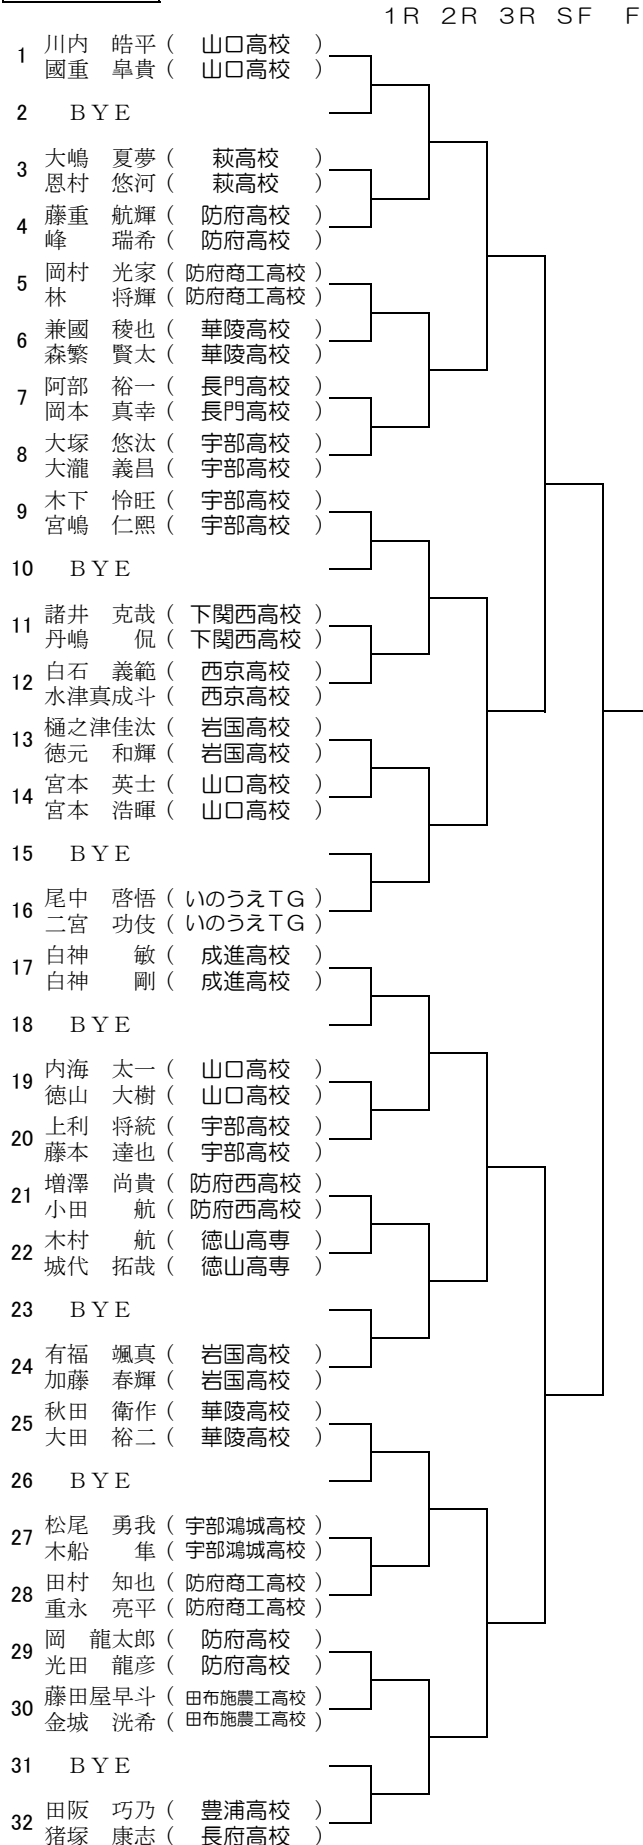 １Ｒ ２Ｒ ３Ｒ ＳＦ Ｆ
1 川内　皓平（ 山口高校 ）
國重　皐貴（ 山口高校 ）
2 ＢＹＥ
3 大嶋　夏夢（ 萩高校 ）
恩村　悠河（ 萩高校 ）
4 藤重　航輝（ 防府高校 ）
峰　　瑞希（ 防府高校 ）
5 岡村　光家（ 防府商工高校 ）
林　　将輝（ 防府商工高校 ）
6 兼國　稜也（ 華陵高校 ）
森繁　賢太（ 華陵高校 ）
7 阿部　裕一（ 長門高校 ）
岡本　真幸（ 長門高校 ）
8 大塚　悠汰（ 宇部高校 ）
大瀧　義昌（ 宇部高校 ）
9 木下　怜旺（ 宇部高校 ）
宮嶋　仁熙（ 宇部高校 ）
10 ＢＹＥ
11 諸井　克哉（ 下関西高校 ）
丹嶋　　侃（ 下関西高校 ）
12 白石　義範（ 西京高校 ）
水津真成斗（ 西京高校 ）
13 樋之津佳汰（ 岩国高校 ）
徳元　和輝（ 岩国高校 ）
14 宮本　英士（ 山口高校 ）
宮本　浩暉（ 山口高校 ）
15 ＢＹＥ
16 尾中　啓悟（ いのうえＴＧ ）
二宮　功伎（ いのうえＴＧ ）
17 白神　　敏（ 成進高校 ）
白神　　剛（ 成進高校 ）
18 ＢＹＥ
19 内海　太一（ 山口高校 ）
徳山　大樹（ 山口高校 ）
20 上利　将統（ 宇部高校 ）
藤本　達也（ 宇部高校 ）
21 増澤　尚貴（ 防府西高校 ）
小田　　航（ 防府西高校 ）
22 木村　　航（ 徳山高専 ）
城代　拓哉（ 徳山高専 ）
23 ＢＹＥ
24 有福　颯真（ 岩国高校 ）
加藤　春輝（ 岩国高校 ）
25 秋田　衛作（ 華陵高校 ）
大田　裕二（ 華陵高校 ）
26 ＢＹＥ
27 松尾　勇我（ 宇部鴻城高校 ）
木船　　隼（ 宇部鴻城高校 ）
28 田村　知也（ 防府商工高校 ）
重永　亮平（ 防府商工高校 ）
29 岡　龍太郎（ 防府高校 ）
光田　龍彦（ 防府高校 ）
30 藤田屋早斗（ 田布施農工高校 ）
金城　洸希（ 田布施農工高校 ）
31 ＢＹＥ
32 田阪　巧乃（ 豊浦高校 ）
猪塚　康志（ 長府高校 ）